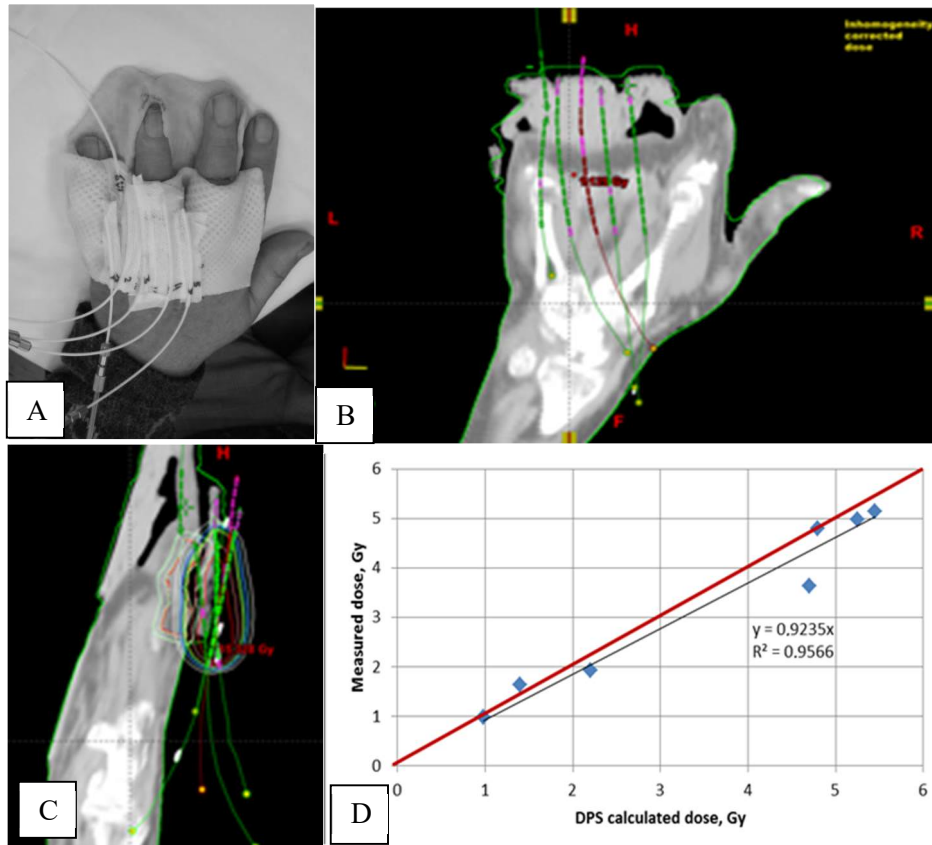 A
Inhomogeneity
corrected
dose
H
L
R
F
B
H
C
6
5
4
3
2
1
0
Measured dose, Gy
y = 0,9235x
R² = 0,9566
0 1 2 3 4 5 6
DPS calculated dose, Gy
D